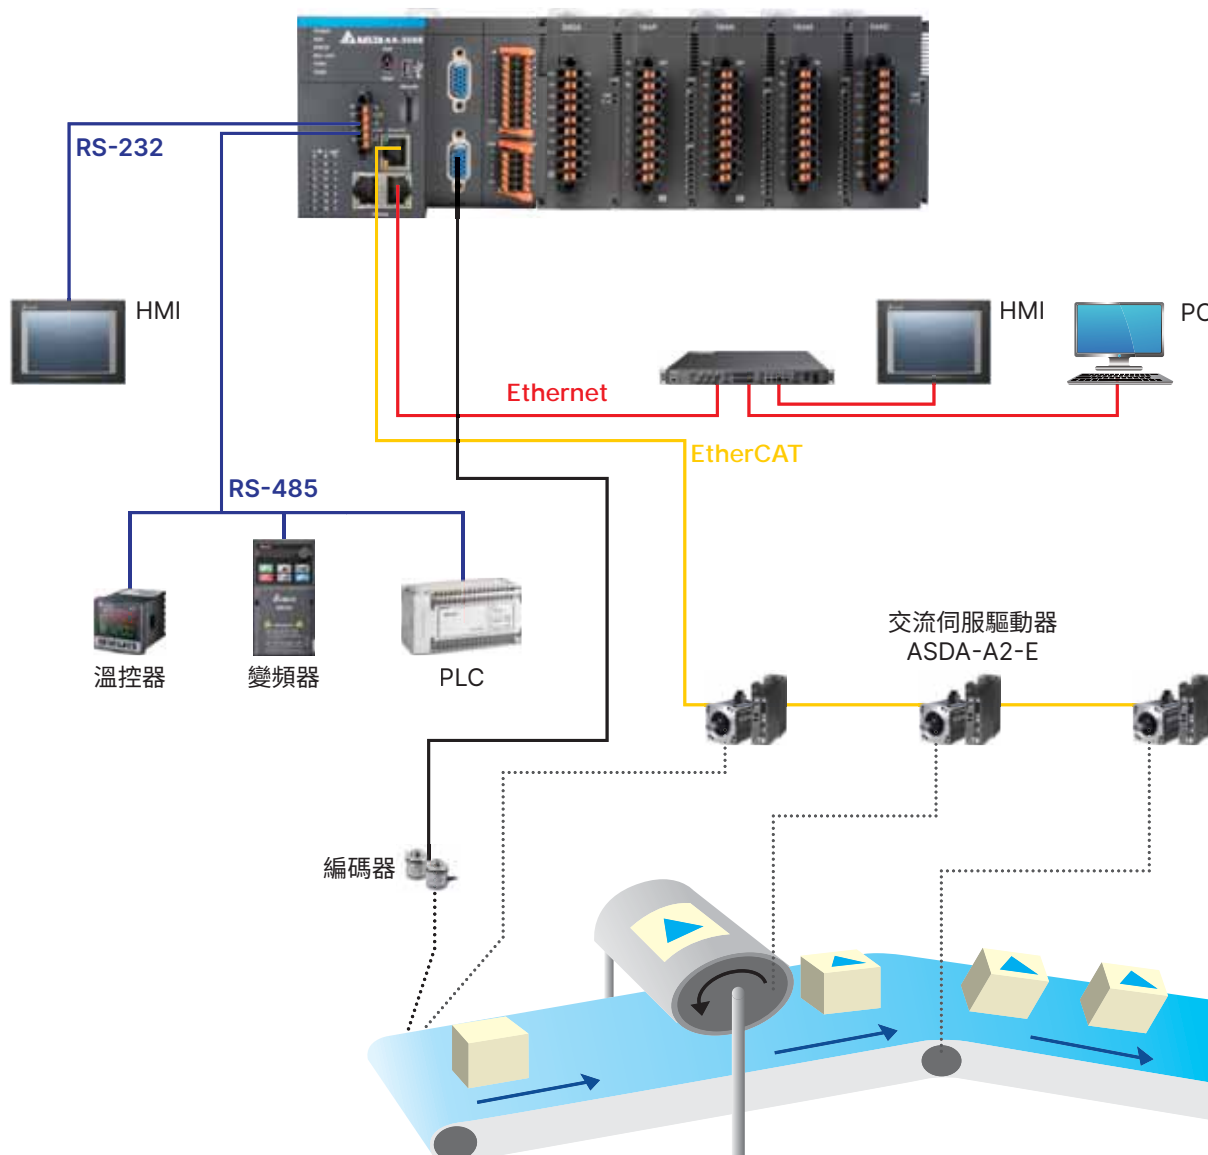 RS-232
HMI
HMI
PC
Ethernet
EtherCAT
RS-485
溫控器
變頻器
PLC
交流伺服驅動器
ASDA-A2-E
編碼器